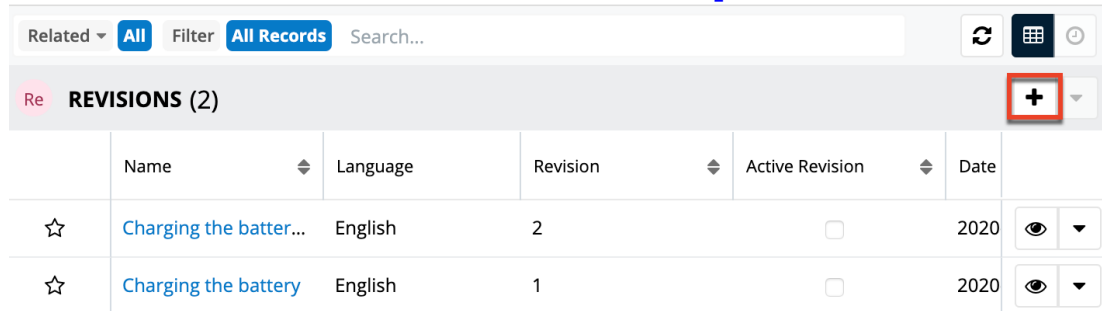 Related All Filter All Records Search...
Re REVISIONS (2)
Name Language Revision Active Revision Date
Charging the batter... English 2 2020
Charging the battery English 1 2020